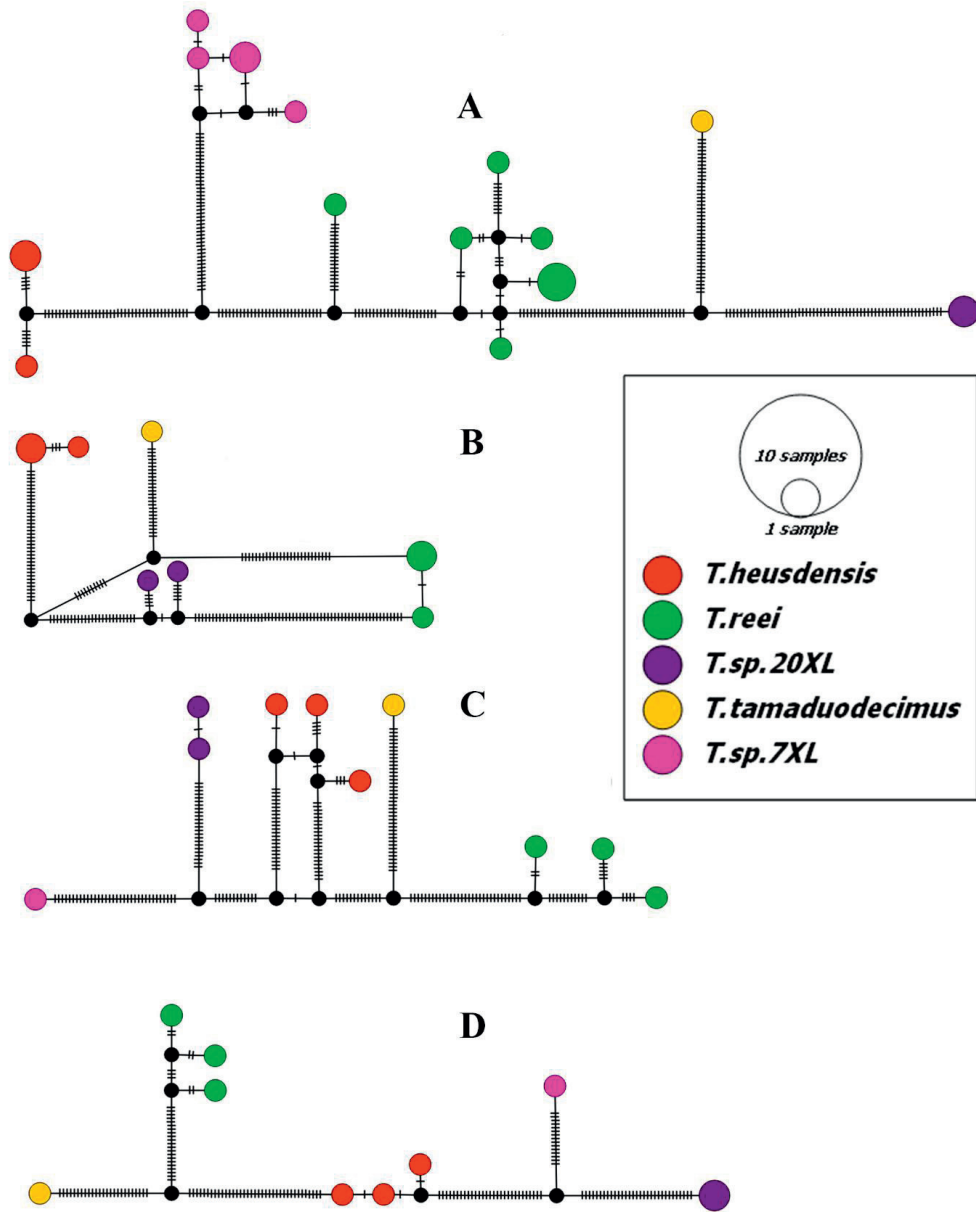 A
B
10 samples
1 sample
T.heusdensis
T.reei
T.sp.20XL
T.tamaduodecimus
T.sp.7XL
C
D